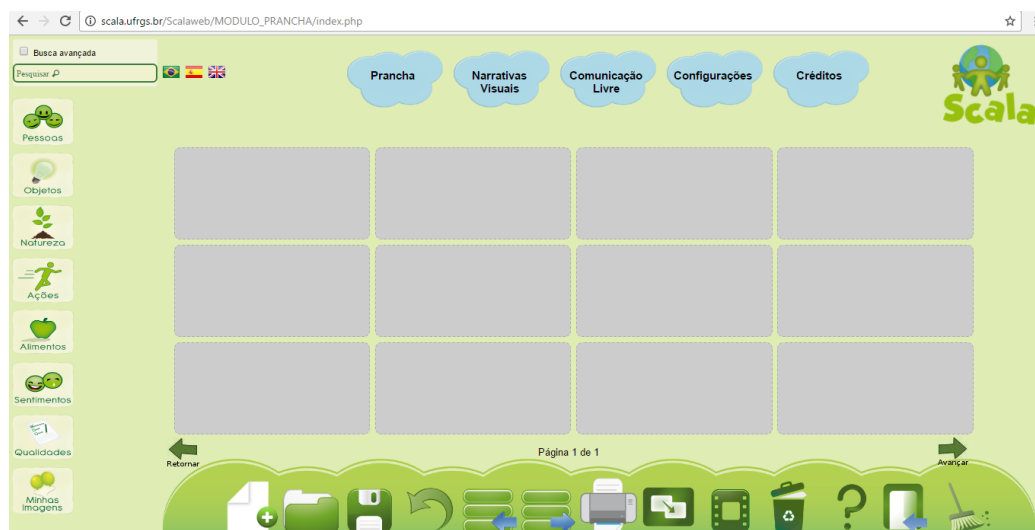 scala.ufrgs.br/Scalaweb/MODULO_PRANCHA/index.php
Busca avançada
Pesquisar
Prancha
Narrativas
Visuais
Comunicação
Livre
Configurações
Créditos
Scala
Pessoas
Objetos
Natureza
Ações
Alimentos
Sentimentos
Qualidades
Minhas
Imagens
Retornar
Página 1 de 1
Avançar
?